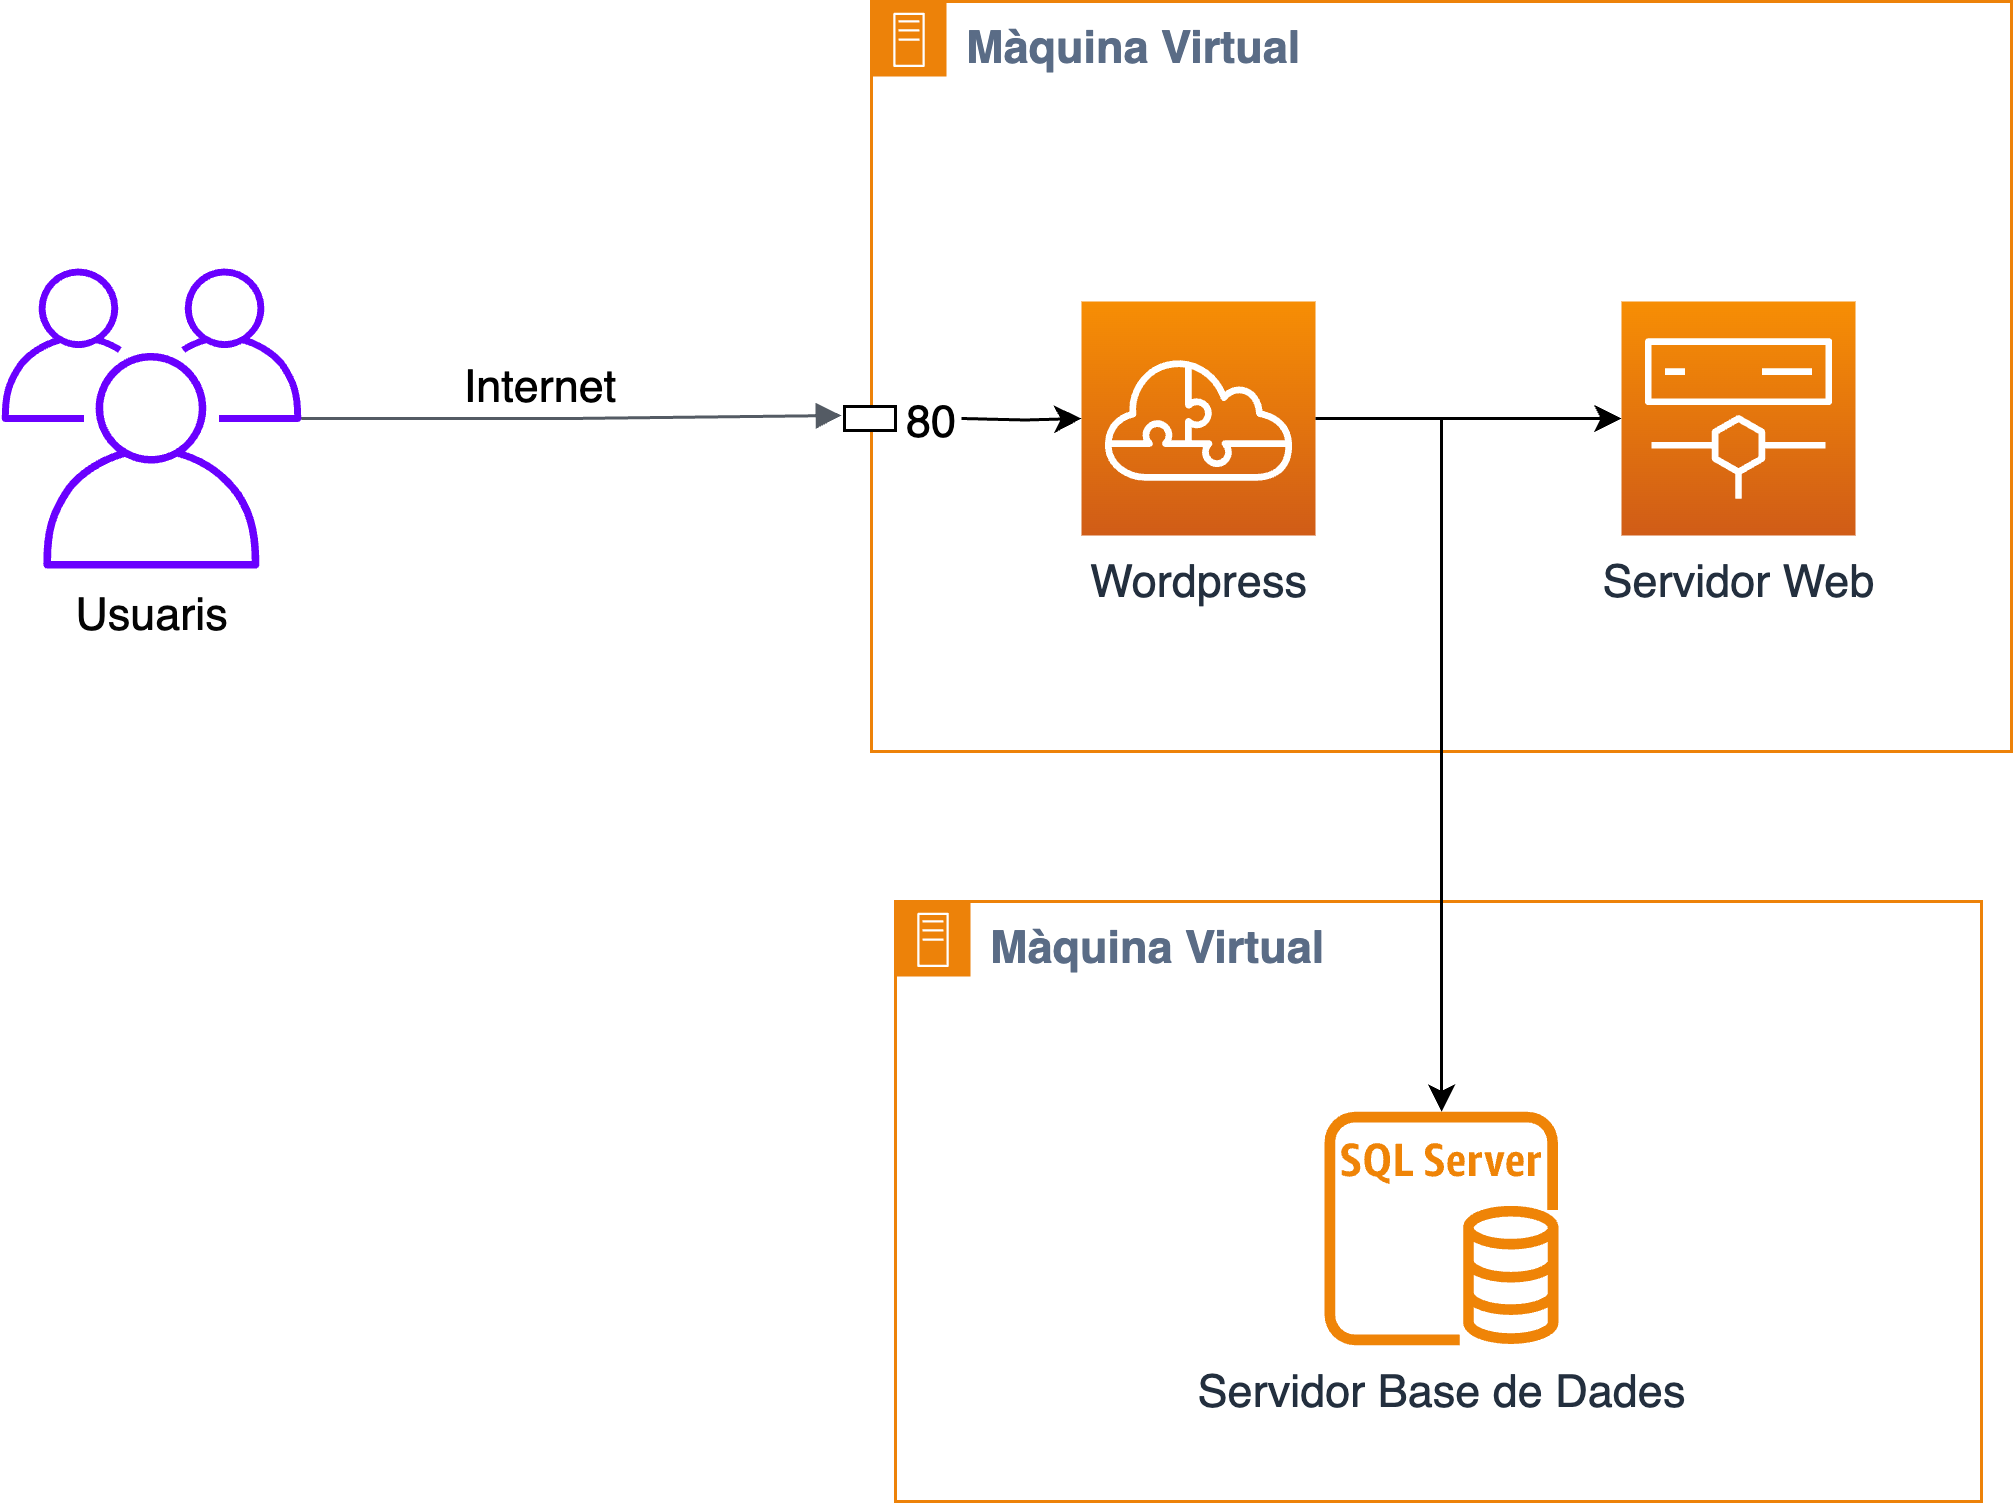 Màquina Virtual
Internet
80
Wordpress
Servidor Web
Usuaris
Màquina Virtual
SQL Server
Servidor Base de Dades